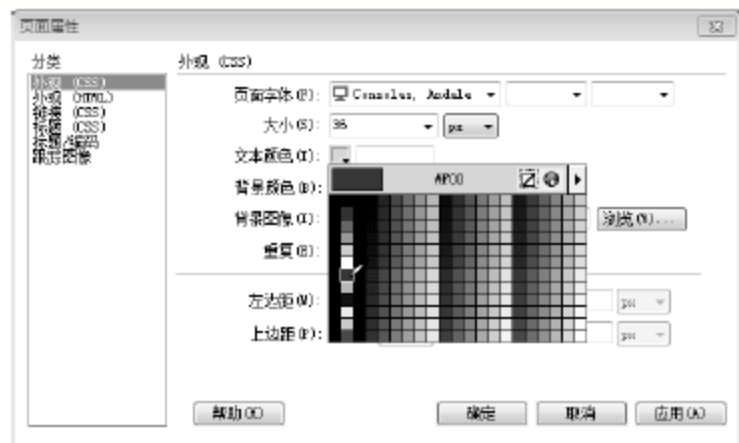 页面属性
分类
外观 (CSS)
外观 (HTML)
链接 (CSS)
标题 (CSS)
标题/编码
跟踪图像
外观 (CSS)
页面字体(F): Consolas, Andale
大小(S): 36 px
文本颜色(T):
#F00
背景颜色(B):
背景图像(I): 浏览(W)...
重复(E):
左边距(M): px
上边距(P): px
帮助(H) 确定 取消 应用(A)